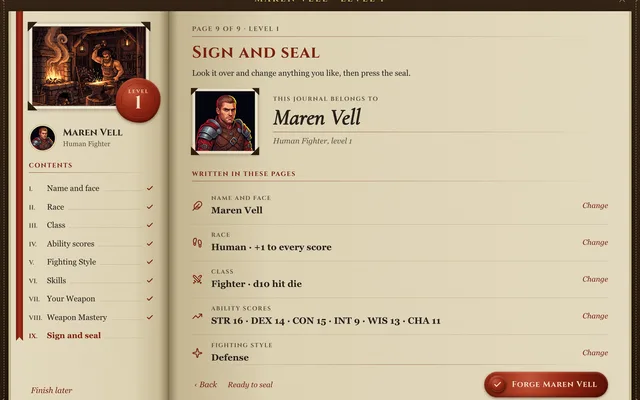 MAREN VELL · LEVEL 1
LEVEL
1
MAREN VELL
Human Fighter
CONTENTS
I. Name and face
II. Race
III. Class
IV. Ability scores
V. Fighting Style
VI. Skills
VII. Your Weapon
VIII. Weapon Mastery
IX. Sign and seal
Finish later
PAGE 9 OF 9 · LEVEL 1
SIGN AND SEAL
Look it over and change anything you like, then press the seal.
THIS JOURNAL BELONGS TO
Maren Vell
Human Fighter, level 1
WRITTEN IN THESE PAGES
NAME AND FACE
Maren Vell
Change
RACE
Human · +1 to every score
Change
CLASS
Fighter · d10 hit die
Change
ABILITY SCORES
STR 16 · DEX 14 · CON 15 · INT 9 · WIS 13 · CHA 11
Change
FIGHTING STYLE
Defense
Change
‹ Back
Ready to seal
FORGE MAREN VELL